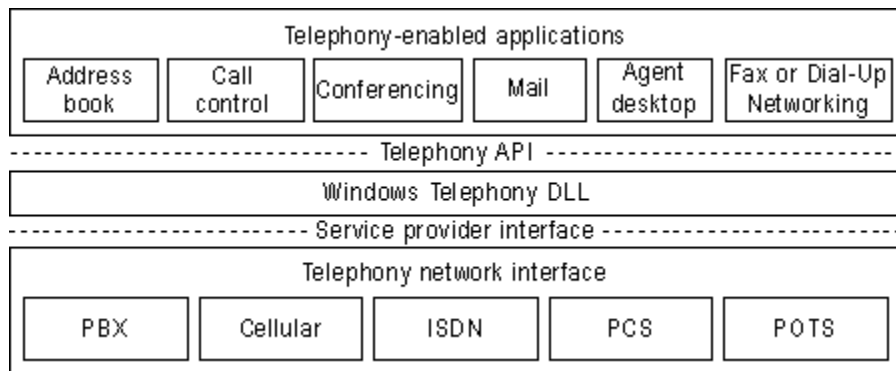 Telephony-enabled applications
Address book
Call control
Conferencing
Mail
Agent desktop
Fax or Dial-Up Networking
Telephony API
Windows Telephony DLL
Service provider interface
Telephony network interface
PBX
Cellular
ISDN
PCS
POTS